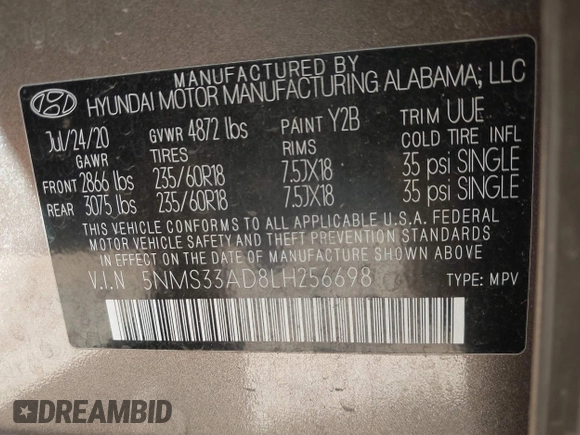 MANUFACTURED BY
HYUNDAI MOTOR MANUFACTURING ALABAMA, LLC
Jul/24/20 GVWR 4872 lbs PAINT Y2B TRIM UUE
GAWR TIRES RIMS COLD TIRE INFL
FRONT 2866 lbs 235/60R18 7.5JX18 35 psi SINGLE
REAR 3075 lbs 235/60R18 7.5JX18 35 psi SINGLE
THIS VEHICLE CONFORMS TO ALL APPLICABLE U.S.A. FEDERAL
MOTOR VEHICLE SAFETY AND THEFT PREVENTION STANDARDS
IN EFFECT ON THE DATE OF MANUFACTURE SHOWN ABOVE
V.I.N 5NMS33AD8LH256698 TYPE: MPV
DREAMBID